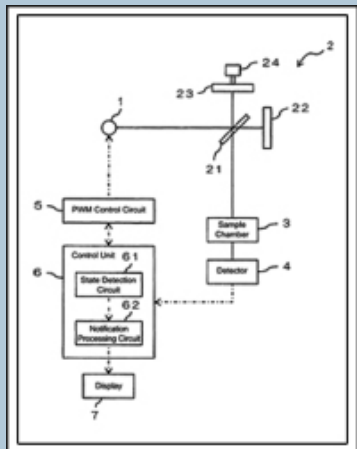 24
2
23
1
22
21
5
PWM Control Circuit
Sample
Chamber
3
6
Control Unit
61
State Detection
Circuit
Detector
4
62
Notification
Processing Circuit
Display
7